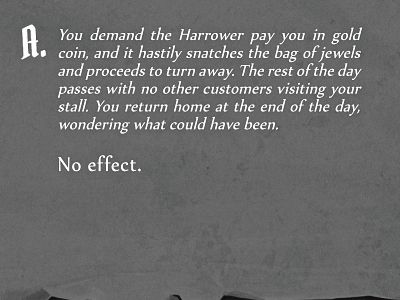 A. You demand the Harrower pay you in gold
coin, and it hastily snatches the bag of jewels
and proceeds to turn away. The rest of the day
passes with no other customers visiting your
stall. You return home at the end of the day,
wondering what could have been.
No effect.